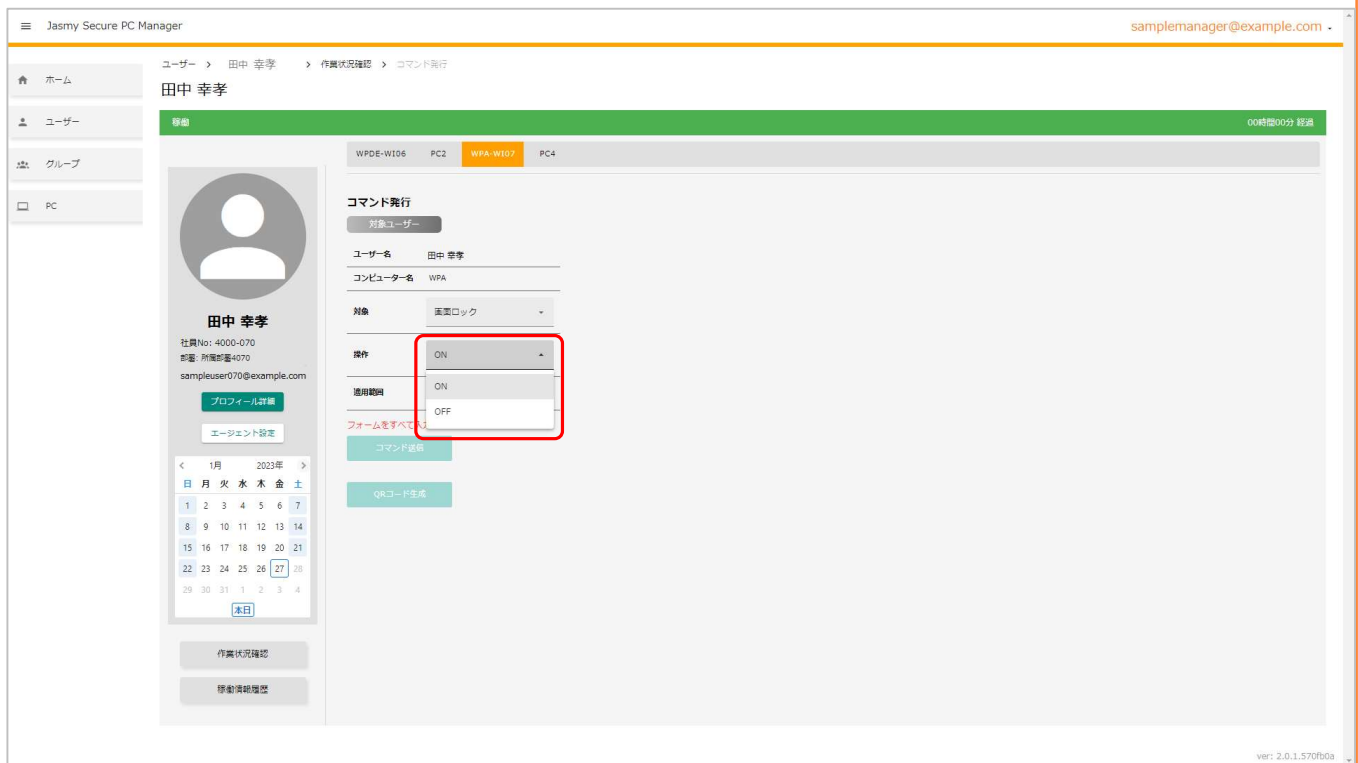 Jasmy Secure PC Manager
samplemanager@example.com
ホーム
ユーザー
グループ
PC
ユーザー > 田中 幸孝 > 作業状況確認 > コマンド発行
田中 幸孝
稼働 00時間00分 経過
WPDE-WI06 PC2 WPA-WI07 PC4
田中 幸孝
社員No: 4000-070
部署: 所属部署4070
sampleuser070@example.com
プロフィール詳細
エージェント設定
< 1月 2023年 >
日 月 火 水 木 金 土
1 2 3 4 5 6 7
8 9 10 11 12 13 14
15 16 17 18 19 20 21
22 23 24 25 26 27 28
29 30 31 1 2 3 4
本日
作業状況確認
稼働情報履歴
コマンド発行
対象ユーザー
ユーザー名 田中 幸孝
コンピューター名 WPA
対象 画面ロック
操作 ON
ON
OFF
適用範囲
フォームをすべて
コマンド送信
QRコード生成
ver: 2.0.1.570fb0a